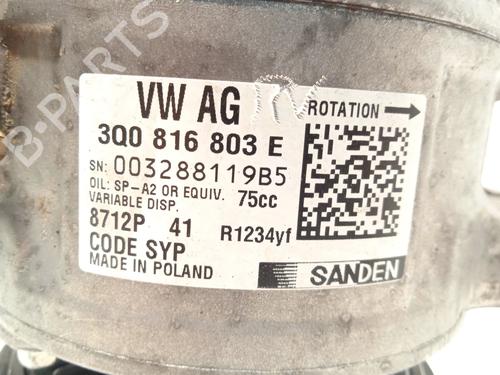 B-PARTS
VW AG
ROTATION
3Q0 816 803 E
SN: 003288119B5
OIL: SP-A2 OR EQUIV. 75cc
VARIABLE DISP.
8712P 41 R1234yf
CODE SYP
MADE IN POLAND
SANDEN